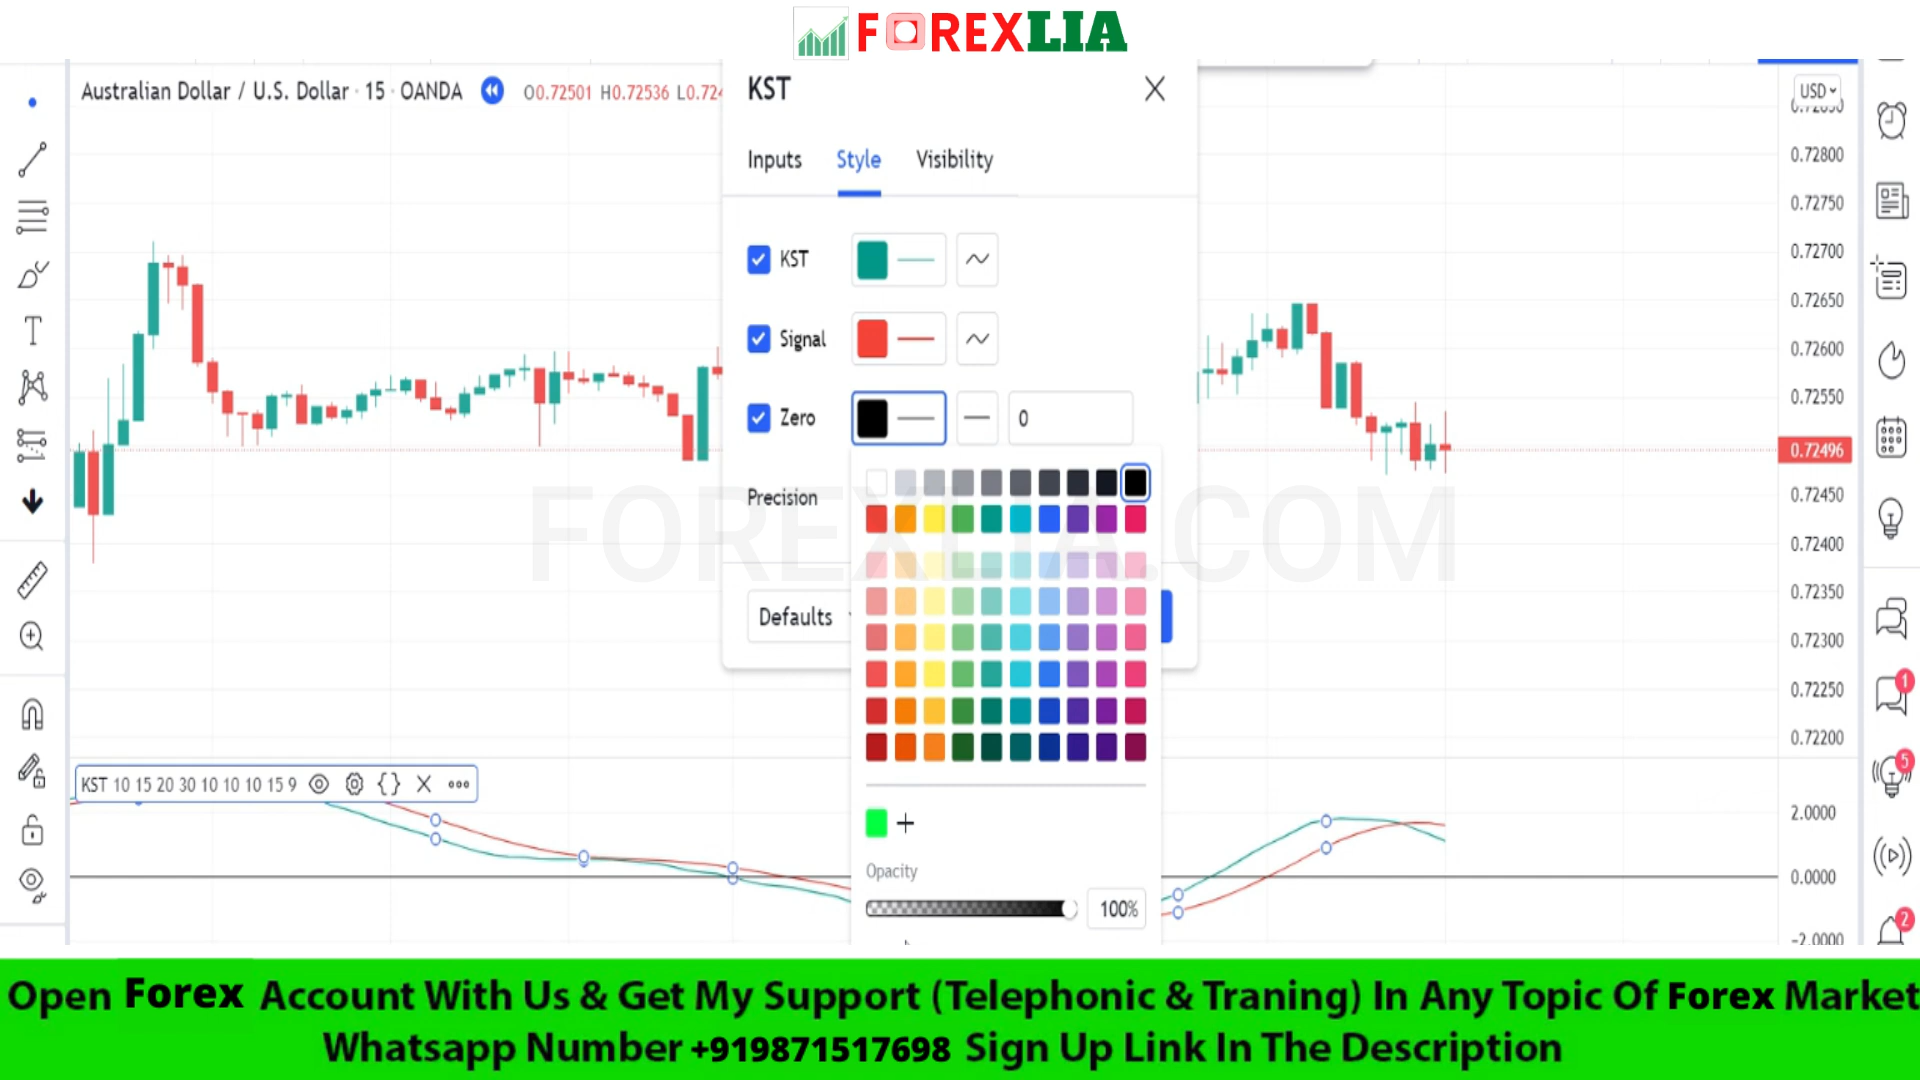 FOREXLIA
Australian Dollar / U.S. Dollar · 15 · OANDA
O0.72501 H0.72536 L0.724
KST
Inputs Style Visibility
KST
Signal
Zero 0
Precision
Defaults
Opacity
100%
USD
0.72800
0.72750
0.72700
0.72650
0.72600
0.72550
0.72496
0.72450
0.72400
0.72350
0.72300
0.72250
0.72200
2.0000
0.0000
-2.0000
1
5
2
KST 10 15 20 30 10 10 10 15 9
FOREXLIA.COM
Open Forex Account With Us & Get My Support (Telephonic & Traning) In Any Topic Of Forex Market
Whatsapp Number +919871517698 Sign Up Link In The Description